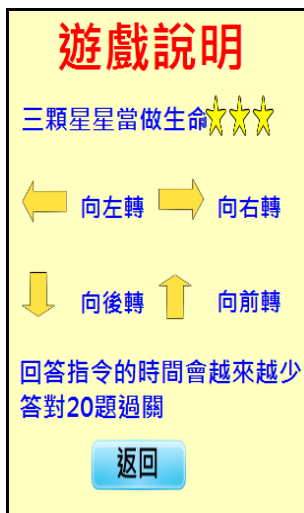 遊戲說明
三顆星星當做生命
向左轉 向右轉
向後轉 向前轉
回答指令的時間會越來越少
答對20題過關
返回